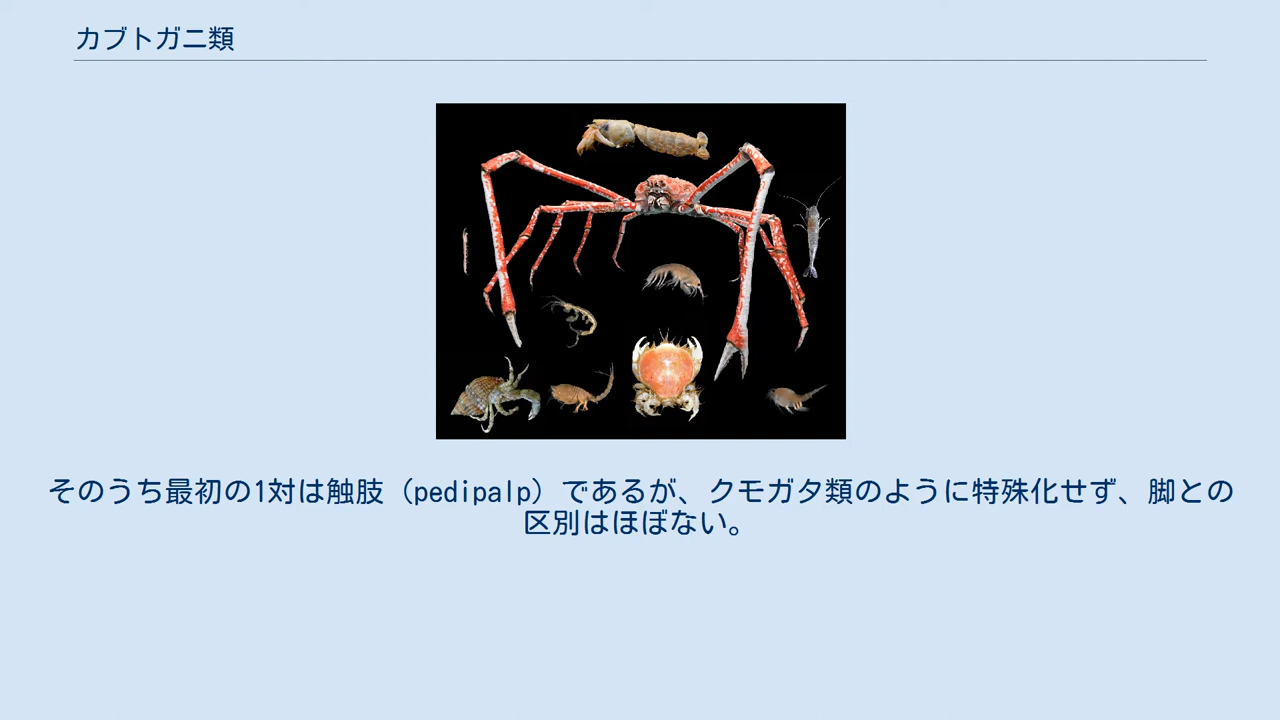 カブトガニ類
そのうち最初の1対は触肢（pedipalp）であるが、クモガタ類のように特殊化せず、脚との
区別はほぼない。